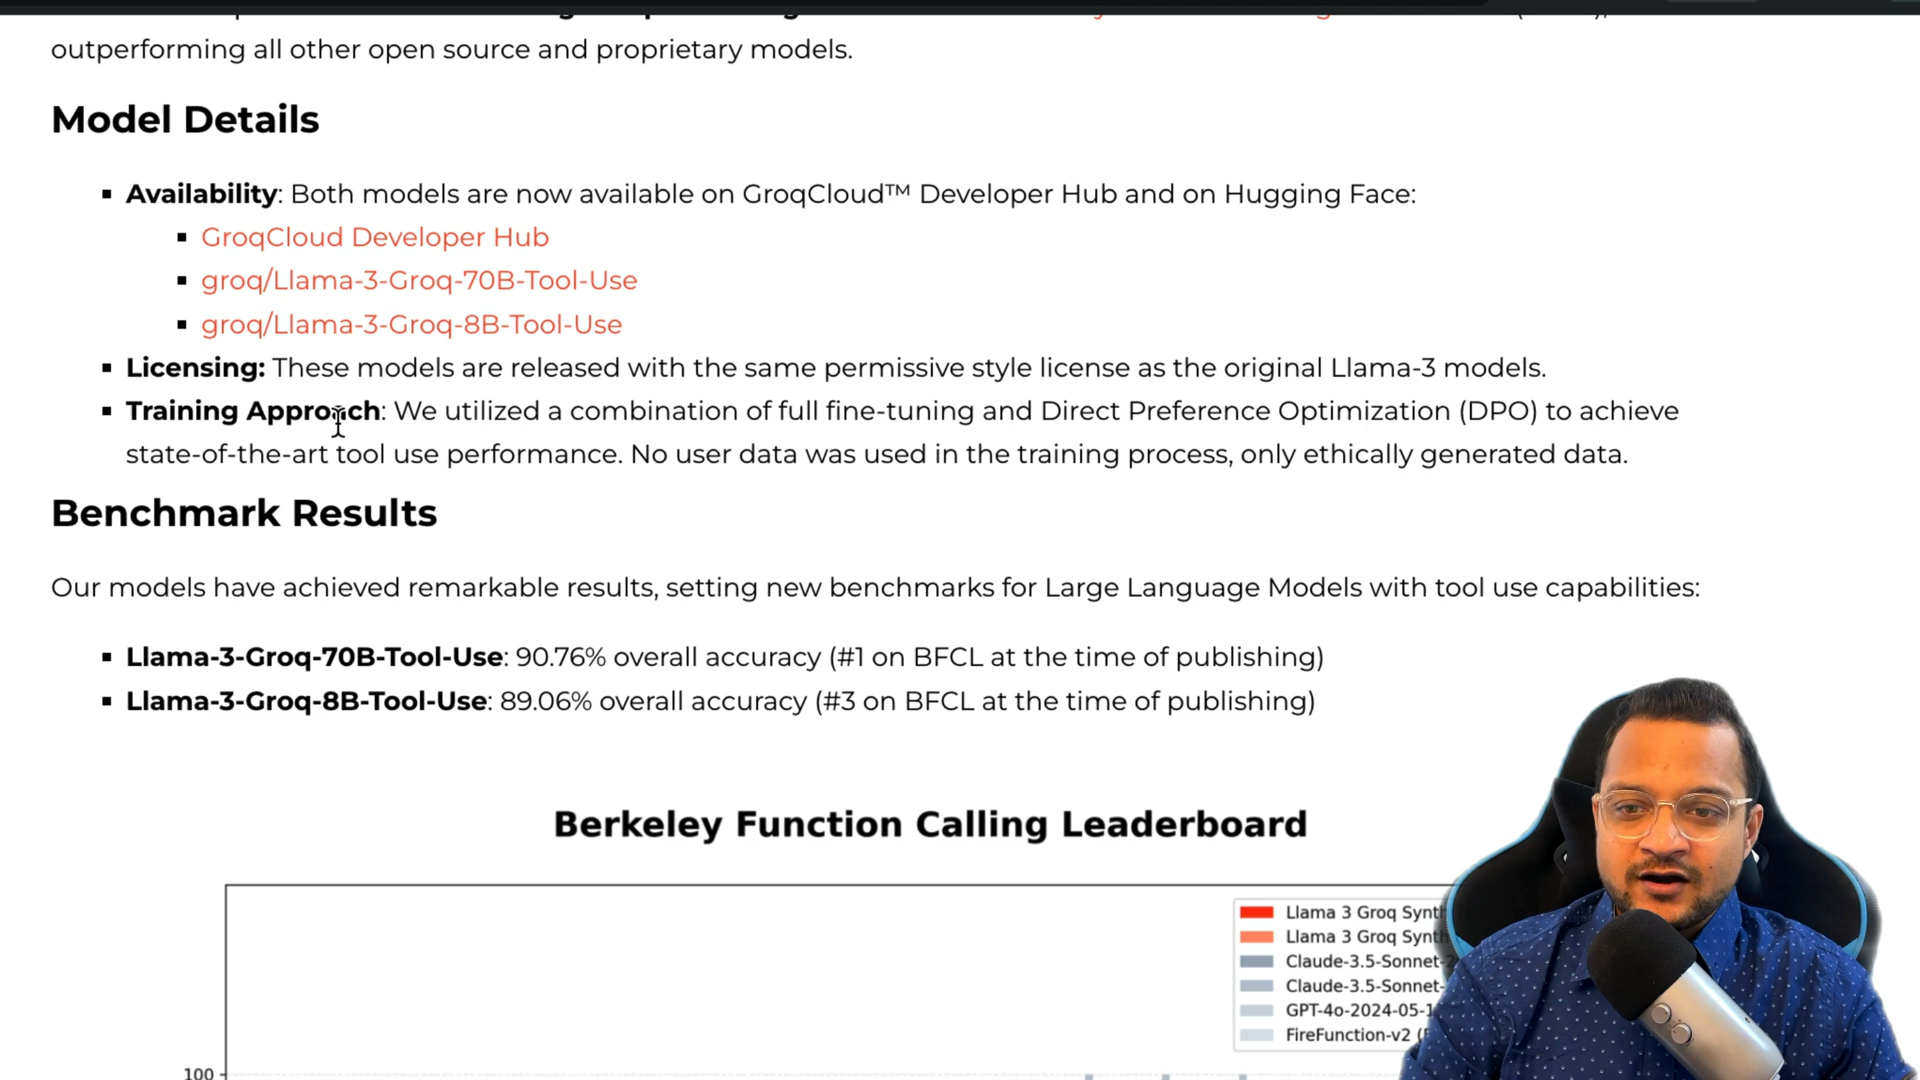 outperforming all other open source and proprietary models.
Model Details
▪ Availability: Both models are now available on GroqCloud™ Developer Hub and on Hugging Face:
▪ GroqCloud Developer Hub
▪ groq/Llama-3-Groq-70B-Tool-Use
▪ groq/Llama-3-Groq-8B-Tool-Use
▪ Licensing: These models are released with the same permissive style license as the original Llama-3 models.
▪ Training Approach: We utilized a combination of full fine-tuning and Direct Preference Optimization (DPO) to achieve
state-of-the-art tool use performance. No user data was used in the training process, only ethically generated data.
Benchmark Results
Our models have achieved remarkable results, setting new benchmarks for Large Language Models with tool use capabilities:
▪ Llama-3-Groq-70B-Tool-Use: 90.76% overall accuracy (#1 on BFCL at the time of publishing)
▪ Llama-3-Groq-8B-Tool-Use: 89.06% overall accuracy (#3 on BFCL at the time of publishing)
Berkeley Function Calling Leaderboard
Llama 3 Groq Synth
Llama 3 Groq Synth
Claude-3.5-Sonnet-2
Claude-3.5-Sonnet-
GPT-4o-2024-05-1
FireFunction-v2 (F
100